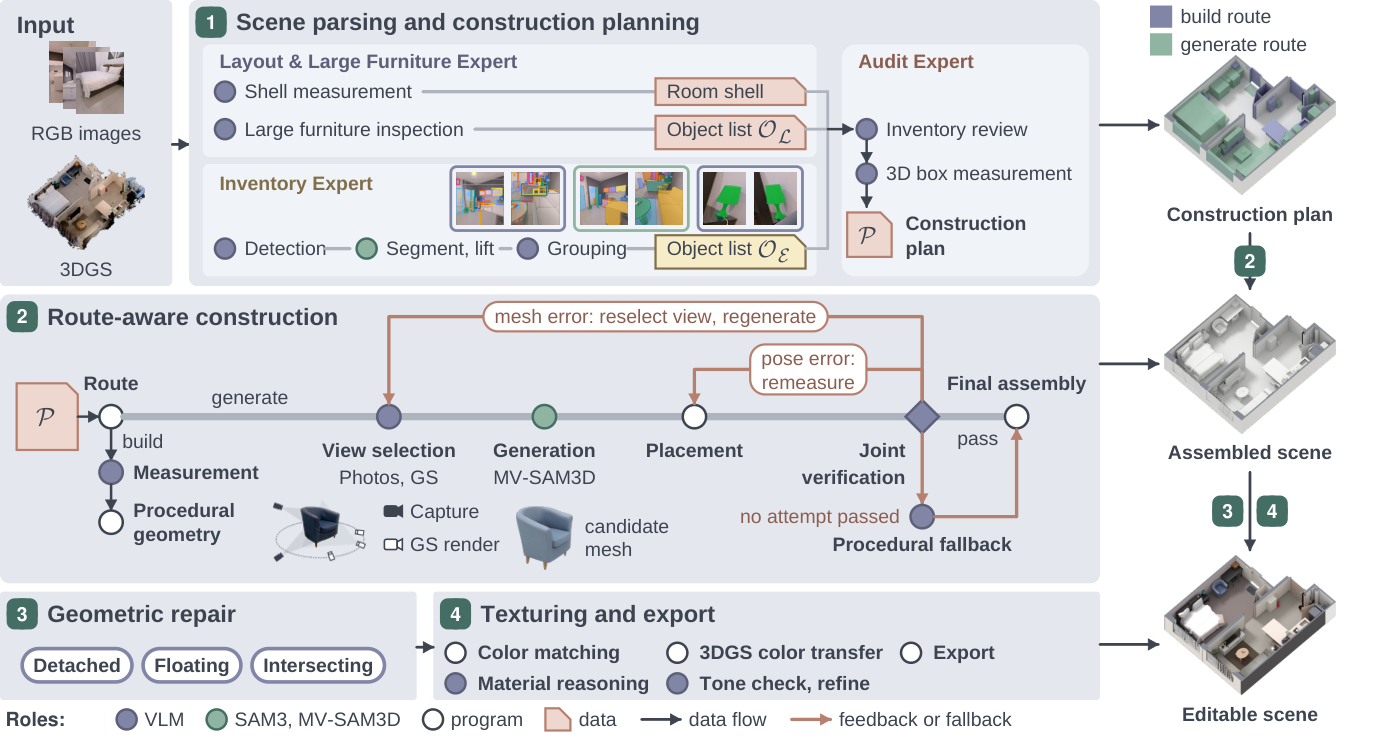 Input
RGB images
3DGS
1 Scene parsing and construction planning
Layout & Large Furniture Expert
Shell measurement
Room shell
Large furniture inspection
Object list 𝒪ℒ
Inventory Expert
Detection
Segment, lift
Grouping
Object list 𝒪ℰ
Audit Expert
Inventory review
3D box measurement
𝒫
Construction
plan
build route
generate route
Construction plan
2
Assembled scene
3 4
Editable scene
2 Route-aware construction
mesh error: reselect view, regenerate
pose error:
remeasure
𝒫
Route
generate
build
Measurement
Procedural
geometry
View selection
Photos, GS
Capture
GS render
Generation
MV-SAM3D
candidate
mesh
Placement
Joint
verification
Final assembly
pass
no attempt passed
Procedural fallback
3 Geometric repair
Detached
Floating
Intersecting
4 Texturing and export
Color matching
3DGS color transfer
Export
Material reasoning
Tone check, refine
Roles:
VLM
SAM3, MV-SAM3D
program
data
data flow
feedback or fallback